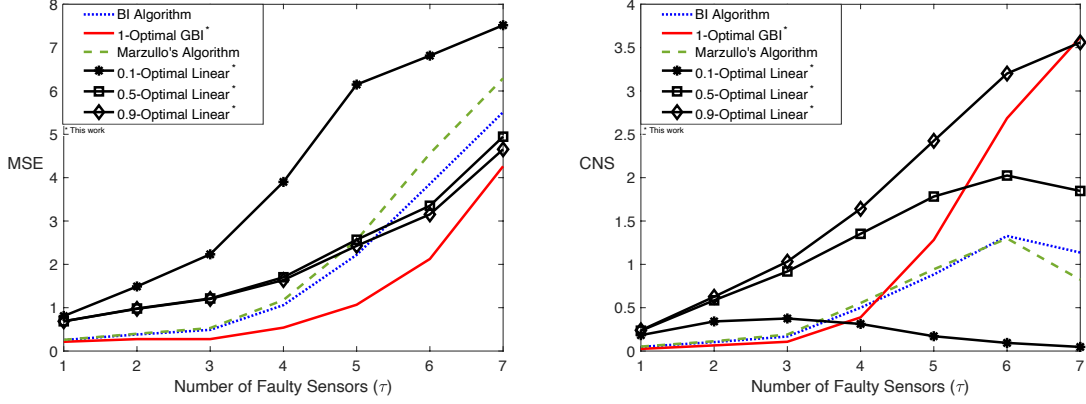 8
7
6
5
4
3
2
1
0
MSE
BI Algorithm
1-Optimal GBI*
Marzullo's Algorithm
0.1-Optimal Linear*
0.5-Optimal Linear*
0.9-Optimal Linear*
* This work
1 2 3 4 5 6 7
Number of Faulty Sensors (τ)
4
3.5
3
2.5
2
1.5
1
0.5
0
CNS
BI Algorithm
1-Optimal GBI*
Marzullo's Algorithm
0.1-Optimal Linear*
0.5-Optimal Linear*
0.9-Optimal Linear*
* This work
1 2 3 4 5 6 7
Number of Faulty Sensors (τ)